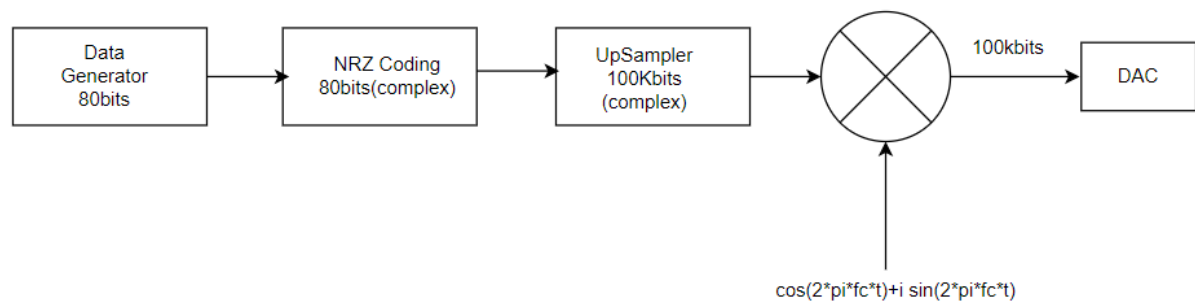 Data
Generator
80bits
NRZ Coding
80bits(complex)
UpSampler
100Kbits
(complex)
100kbits
DAC
cos(2*pi*fc*t)+i sin(2*pi*fc*t)